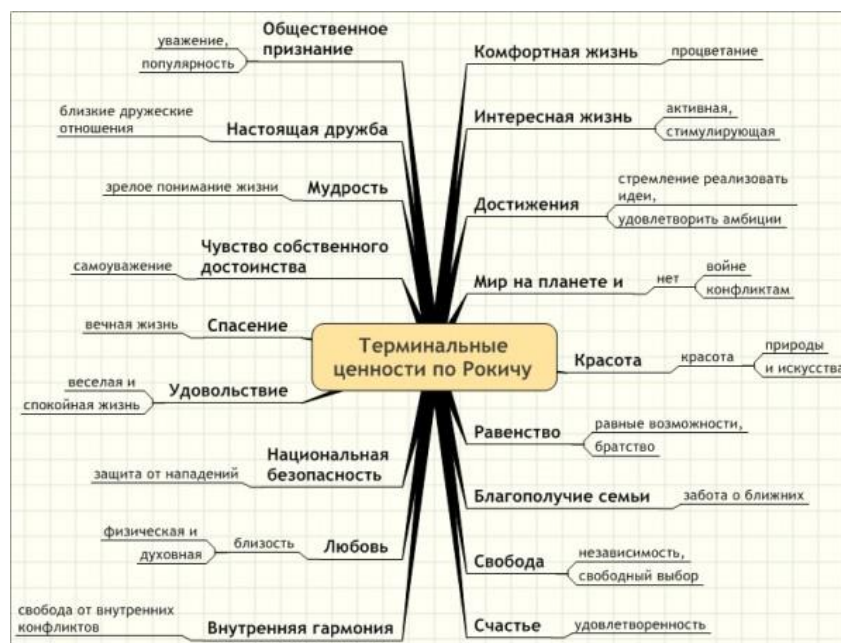 Терминальные
ценности по Рокичу
Комфортная жизнь
процветание
Интересная жизнь
активная,
стимулирующая
Достижения
стремление реализовать
идеи,
удовлетворить амбиции
Мир на планете и
нет
войне
конфликтам
Красота
красота
природы
и искусства
Равенство
равные возможности,
братство
Благополучие семьи
забота о ближних
Свобода
независимость,
свободный выбор
Счастье
удовлетворенность
Общественное
признание
уважение,
популярность
Настоящая дружба
близкие дружеские
отношения
Мудрость
зрелое понимание жизни
Чувство собственного
достоинства
самоуважение
Спасение
вечная жизнь
Удовольствие
веселая и
спокойная жизнь
Национальная
безопасность
защита от нападений
Любовь
близость
физическая и
духовная
Внутренняя гармония
свобода от внутренних
конфликтов